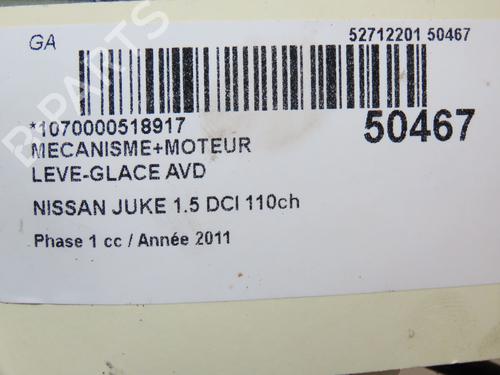 GA
52712201 50467
*1070000518917
50467
MECANISME+MOTEUR
LEVE-GLACE AVD
NISSAN JUKE 1.5 DCI 110ch
Phase 1 cc / Année 2011
B-PARTS